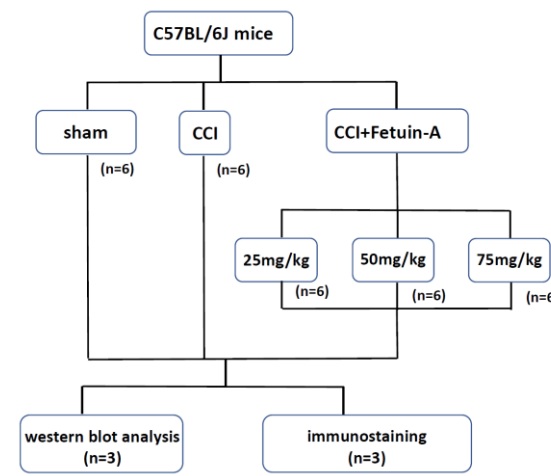 C57BL/6J mice
sham
CCI
CCI+Fetuin-A
(n=6)
(n=6)
25mg/kg
50mg/kg
75mg/kg
(n=6)
(n=6)
(n=6
western blot analysis
(n=3)
immunostaining
(n=3)